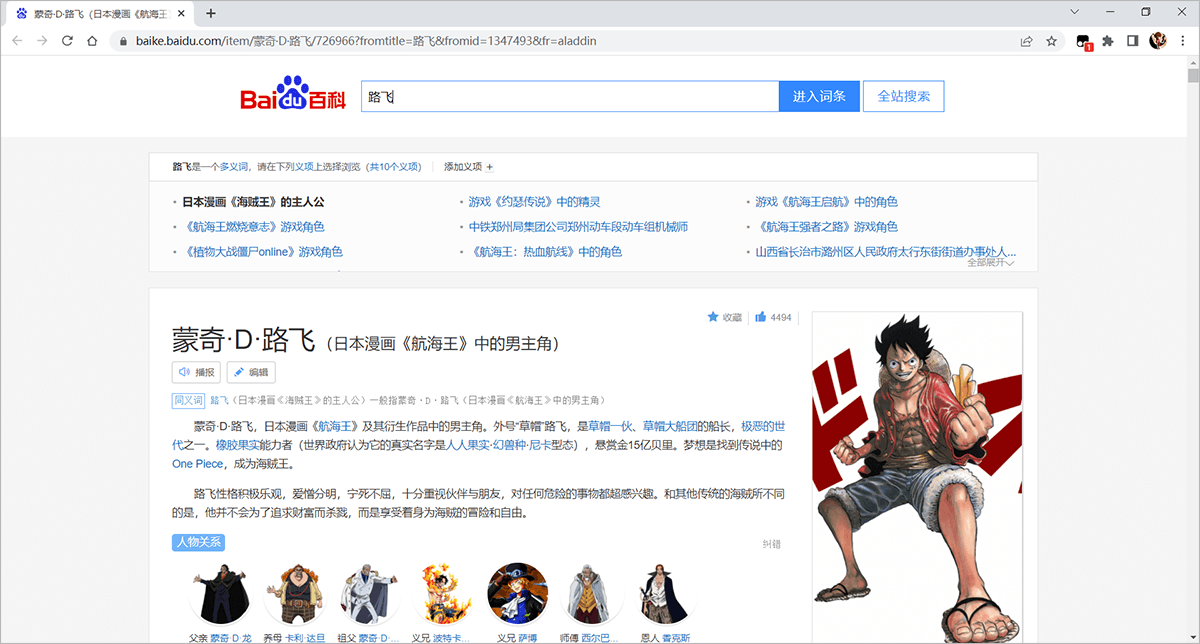 蒙奇·D·路飞（日本漫画《航海王
baike.baidu.com/item/蒙奇·D·路飞/726966?fromtitle=路飞&fromid=1347493&fr=aladdin
1
Bai du 百科
路飞
进入词条
全站搜索
路飞是一个多义词，请在下列义项上选择浏览（共10个义项）
添加义项 +
日本漫画《海贼王》的主人公
游戏《约瑟传说》中的精灵
游戏《航海王启航》中的角色
《航海王燃烧意志》游戏角色
中铁郑州局集团公司郑州动车段动车组机械师
《航海王强者之路》游戏角色
《植物大战僵尸online》游戏角色
《航海王：热血航线》中的角色
山西省长治市潞州区人民政府太行东街街道办事处人...
全部展开
收藏
4494
蒙奇·D·路飞（日本漫画《航海王》中的男主角）
播报
编辑
同义词 路飞（日本漫画《海贼王》的主人公）一般指蒙奇·D·路飞（日本漫画《航海王》中的男主角）
蒙奇·D·路飞，日本漫画《航海王》及其衍生作品中的男主角。外号“草帽”路飞，是草帽一伙、草帽大船团的船长，极恶的世
代之一。橡胶果实能力者（世界政府认为它的真实名字是人人果实·幻兽种·尼卡型态），悬赏金15亿贝里。梦想是找到传说中的
One Piece，成为海贼王。
路飞性格积极乐观，爱憎分明，宁死不屈，十分重视伙伴与朋友，对任何危险的事物都超感兴趣。和其他传统的海贼所不同
的是，他并不会为了追求财富而杀戮，而是享受着身为海贼的冒险和自由。
人物关系
纠错
父亲 蒙奇·D·龙
养母 卡利·达旦
祖父 蒙奇·D·...
义兄 波特卡...
义兄 萨博
师傅 西尔巴...
恩人 香克斯
ド